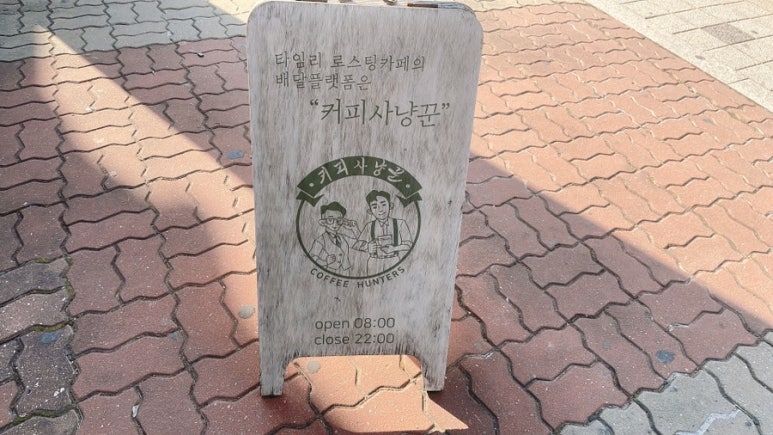 타임리 로스팅카페의
배달플랫폼은
“커피사냥꾼”
·커피사냥꾼·
COFFEE HUNTERS
open 08:00
close 22:00